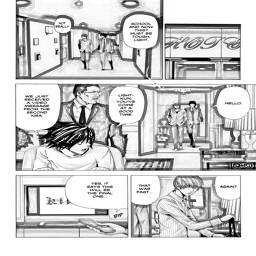 SCHOOL
AND NOW
THIS
MUST BE
TOUGH,
LIGHT.
NOT
REALLY.
HELLO.
LIGHT-
KUN,
YOU'VE
COME
AT A
GOOD
TIME.
WE JUST
RECEIVED
A VIDEO
MESSAGE
FROM THE
SECOND
KIRA.
AGAIN?
THAT
WAS
FAST...
YES, IT
SAYS THIS
WILL BE
THE FINAL
ONE...